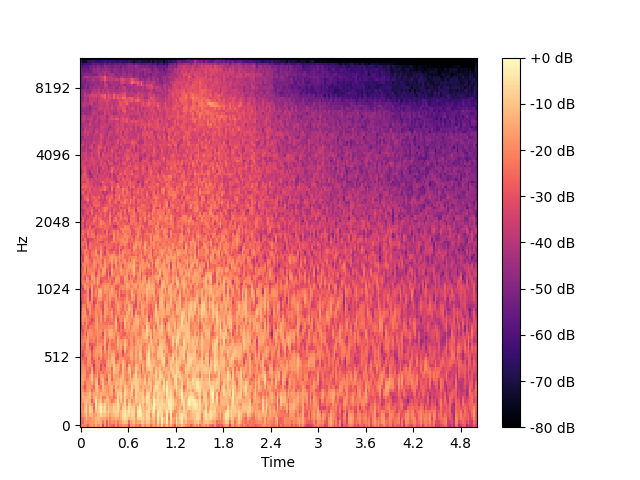 8192
4096
2048
1024
512
0
Hz
0 0.6 1.2 1.8 2.4 3 3.6 4.2 4.8
Time
+0 dB
-10 dB
-20 dB
-30 dB
-40 dB
-50 dB
-60 dB
-70 dB
-80 dB